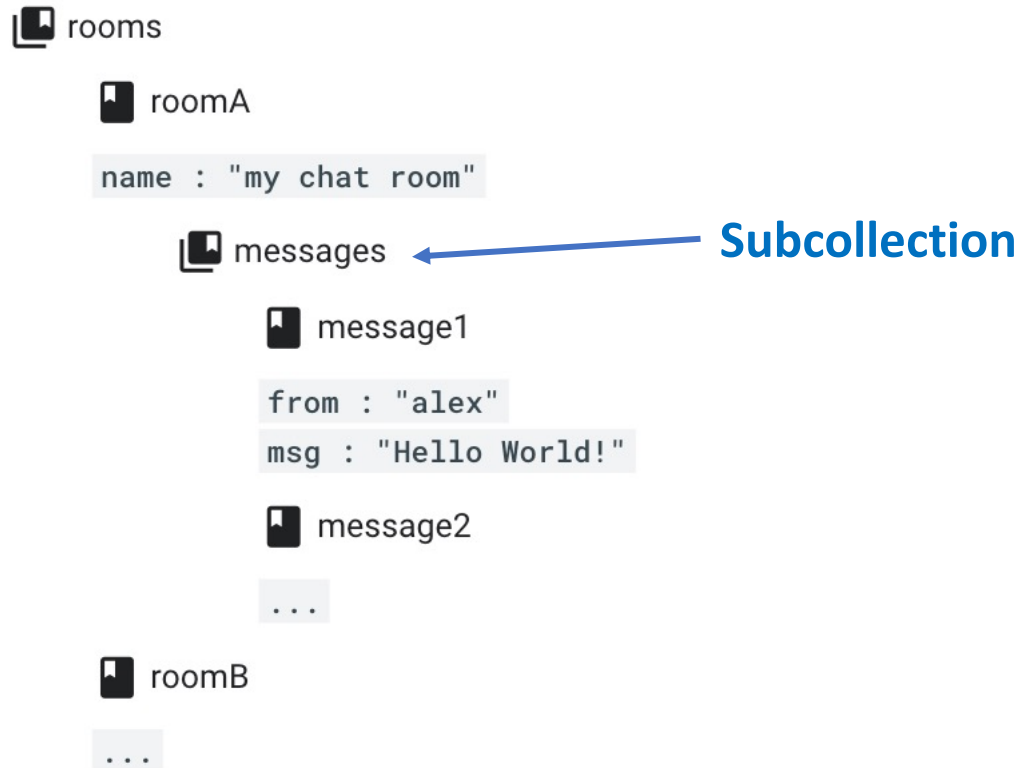 rooms
roomA
name : "my chat room"
messages
Subcollection
message1
from : "alex"
msg : "Hello World!"
message2
...
roomB
...